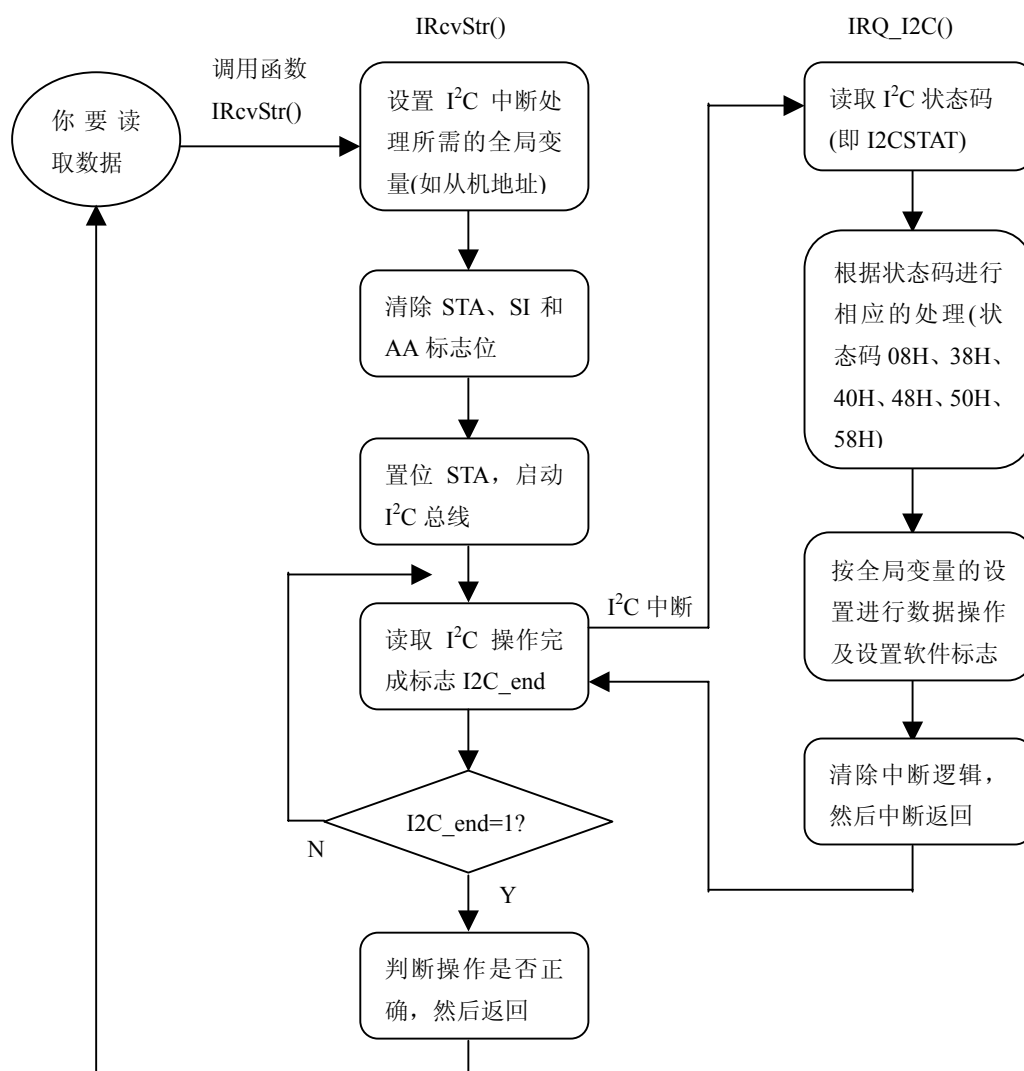 IRcvStr()
IRQ_I2C()
你要读
取数据
调用函数
IRcvStr()
设置 I²C 中断处
理所需的全局变
量(如从机地址)
清除 STA、SI 和
AA 标志位
置位 STA，启动
I²C 总线
读取 I²C 操作完
成标志 I2C_end
I2C_end=1?
N
Y
判断操作是否正
确，然后返回
I²C 中断
读取 I²C 状态码
(即 I2CSTAT)
根据状态码进行
相应的处理(状
态码 08H、38H、
40H、48H、50H、
58H)
按全局变量的设
置进行数据操作
及设置软件标志
清除中断逻辑，
然后中断返回